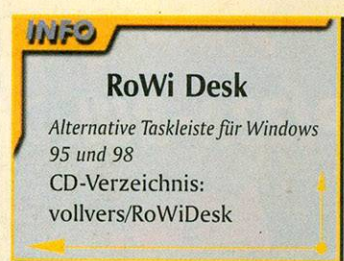 INFO
RoWi Desk
Alternative Taskleiste für Windows
95 und 98
CD-Verzeichnis:
vollvers/RoWiDesk